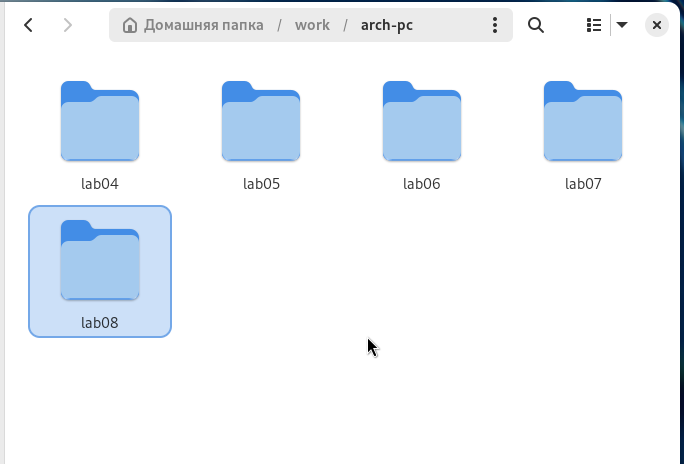 Домашняя папка / work / arch-pc
lab04 lab05 lab06 lab07
lab08